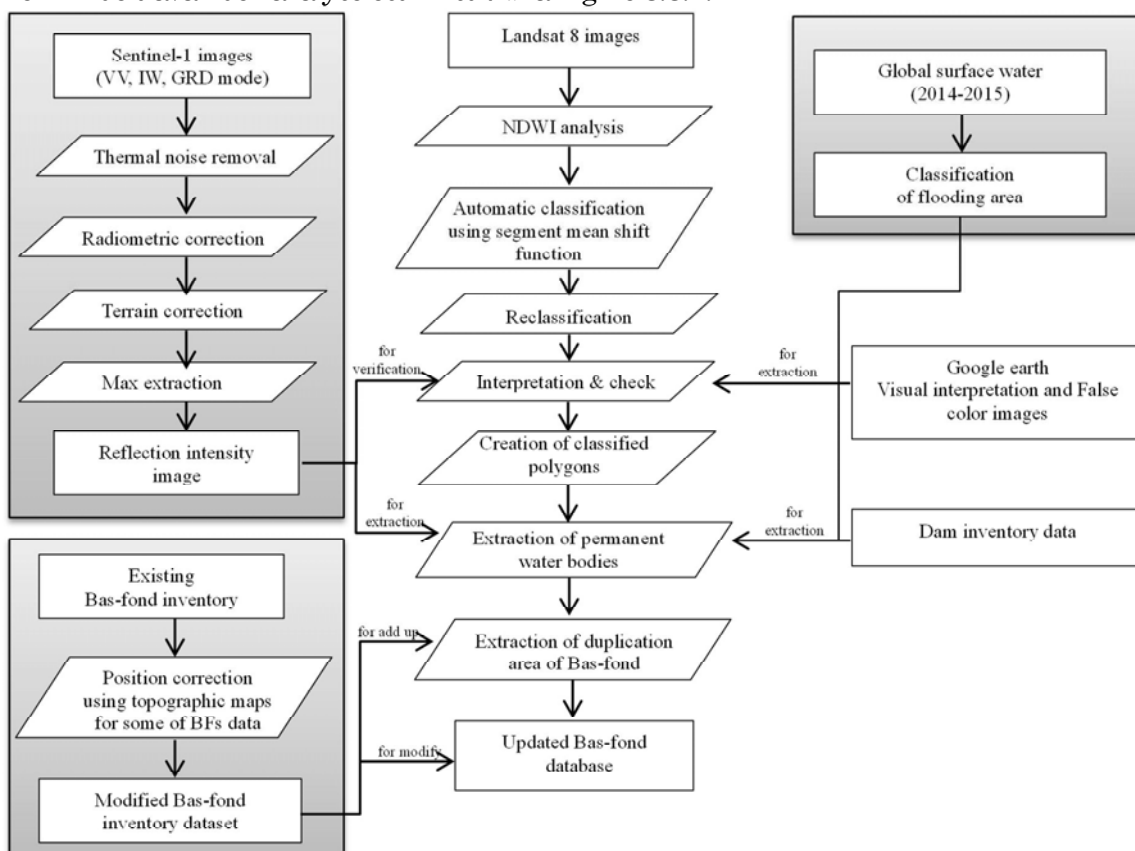 Sentinel-1 images
(VV, IW, GRD mode)
Thermal noise removal
Radiometric correction
Terrain correction
Max extraction
Reflection intensity
image
Landsat 8 images
NDWI analysis
Automatic classification
using segment mean shift
function
Reclassification
Interpretation & check
Creation of classified
polygons
Extraction of permanent
water bodies
Extraction of duplication
area of Bas-fond
Updated Bas-fond
database
Global surface water
(2014-2015)
Classification
of flooding area
Google earth
Visual interpretation and False
color images
Dam inventory data
for
verification
for
extraction
for
extraction
for
extraction
Existing
Bas-fond inventory
Position correction
using topographic maps
for some of BFs data
Modified Bas-fond
inventory dataset
for add up
for modify